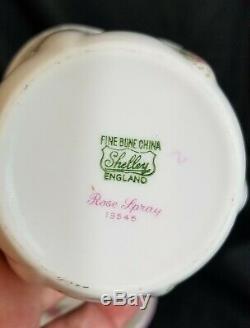 FINE BONE CHINA
Shelley
ENGLAND
Rose Spray
13545